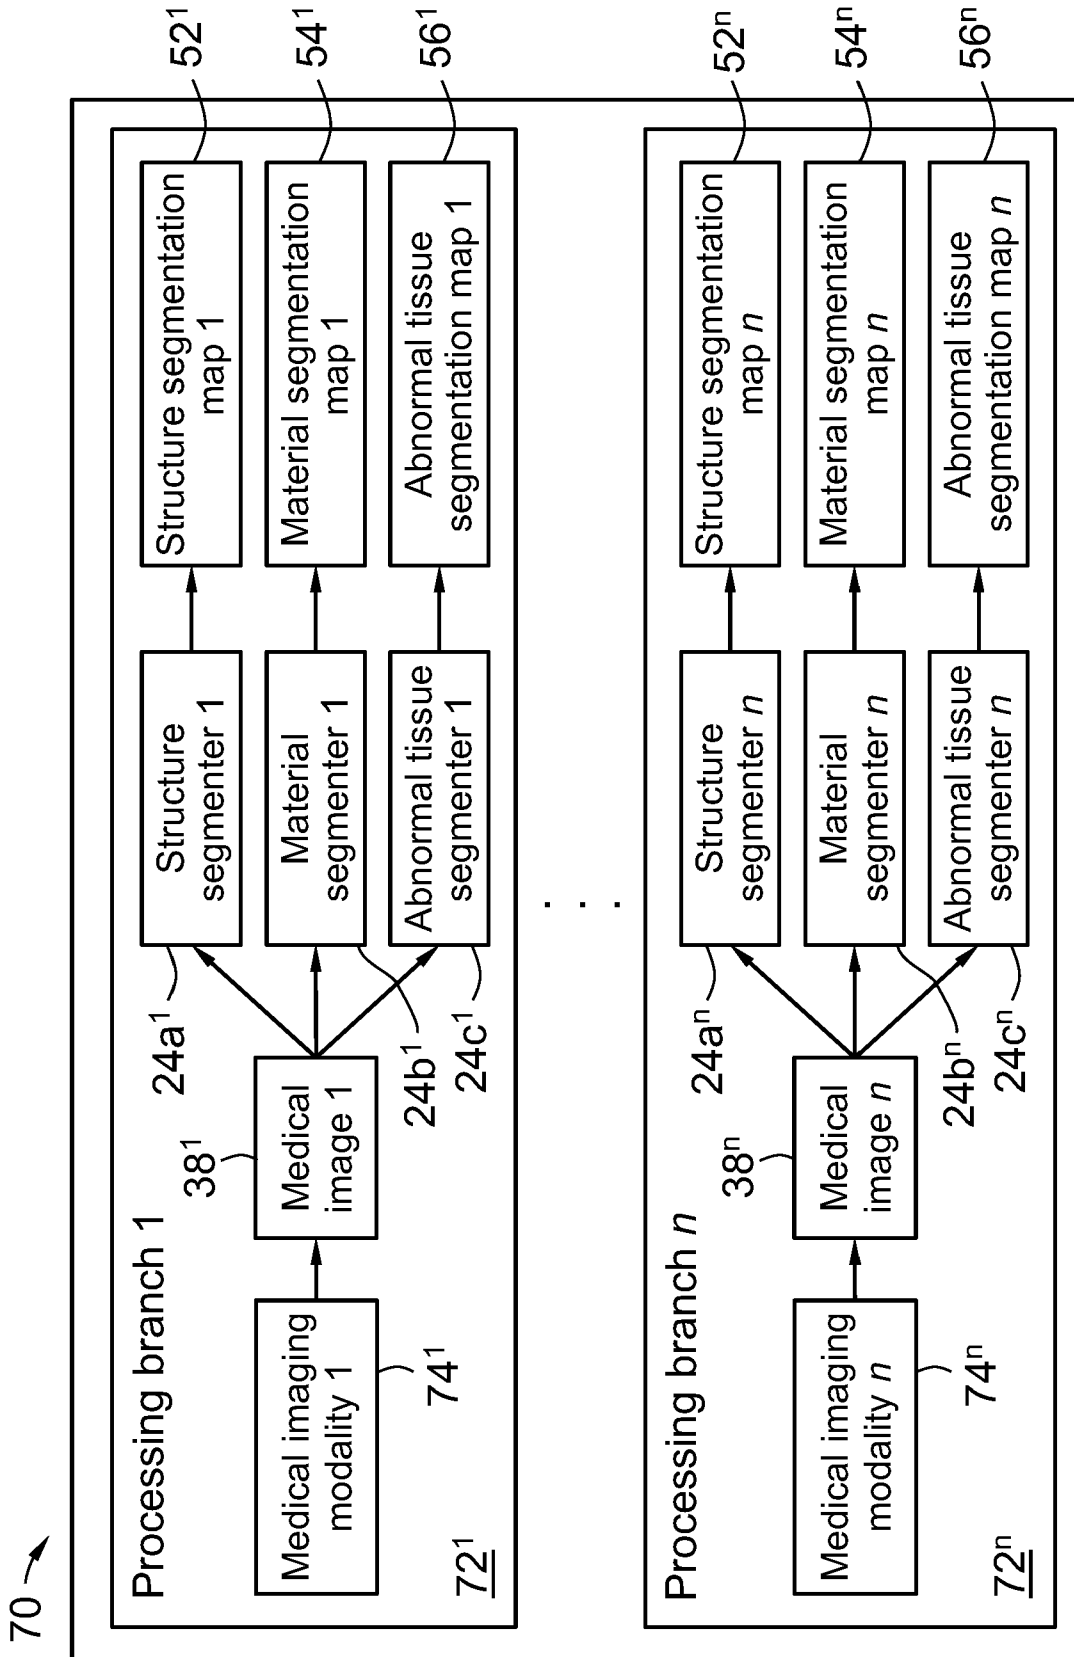 70
Processing branch 1
Medical imaging
modality 1
74¹
72¹
Medical
image 1
38¹
Structure
segmenter 1
24a¹
Material
segmenter 1
24b¹
Abnormal tissue
segmenter 1
24c¹
Structure segmentation
map 1
52¹
Material segmentation
map 1
54¹
Abnormal tissue
segmentation map 1
56¹
. . .
Processing branch n
Medical imaging
modality n
74ⁿ
72ⁿ
Medical
image n
38ⁿ
Structure
segmenter n
24aⁿ
Material
segmenter n
24bⁿ
Abnormal tissue
segmenter n
24cⁿ
Structure segmentation
map n
52ⁿ
Material segmentation
map n
54ⁿ
Abnormal tissue
segmentation map n
56ⁿ